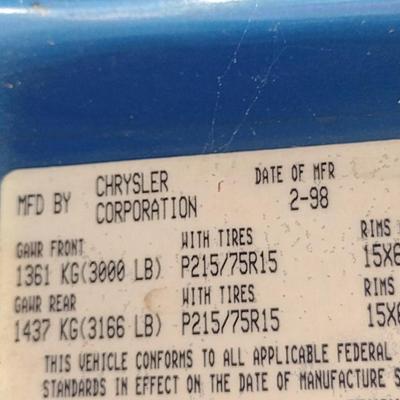 MFD BY CHRYSLER CORPORATION DATE OF MFR 2-98
GAWR FRONT WITH TIRES RIMS
1361 KG(3000 LB) P215/75R15 15X6
GAWR REAR WITH TIRES RIMS
1437 KG(3166 LB) P215/75R15 15X6
THIS VEHICLE CONFORMS TO ALL APPLICABLE FEDERAL
STANDARDS IN EFFECT ON THE DATE OF MANUFACTURE S